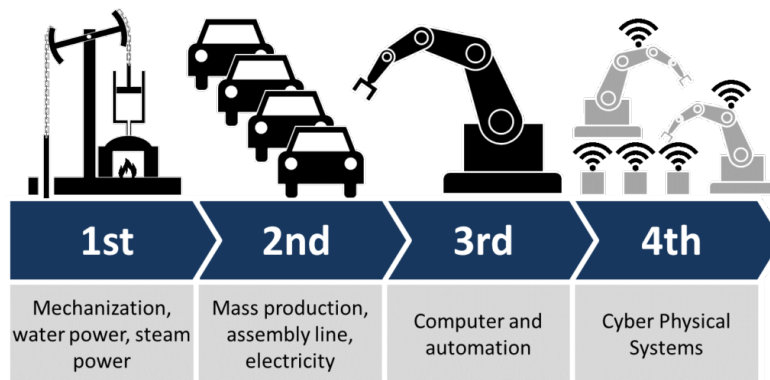 1st
2nd
3rd
4th
Mechanization,
water power, steam
power
Mass production,
assembly line,
electricity
Computer and
automation
Cyber Physical
Systems